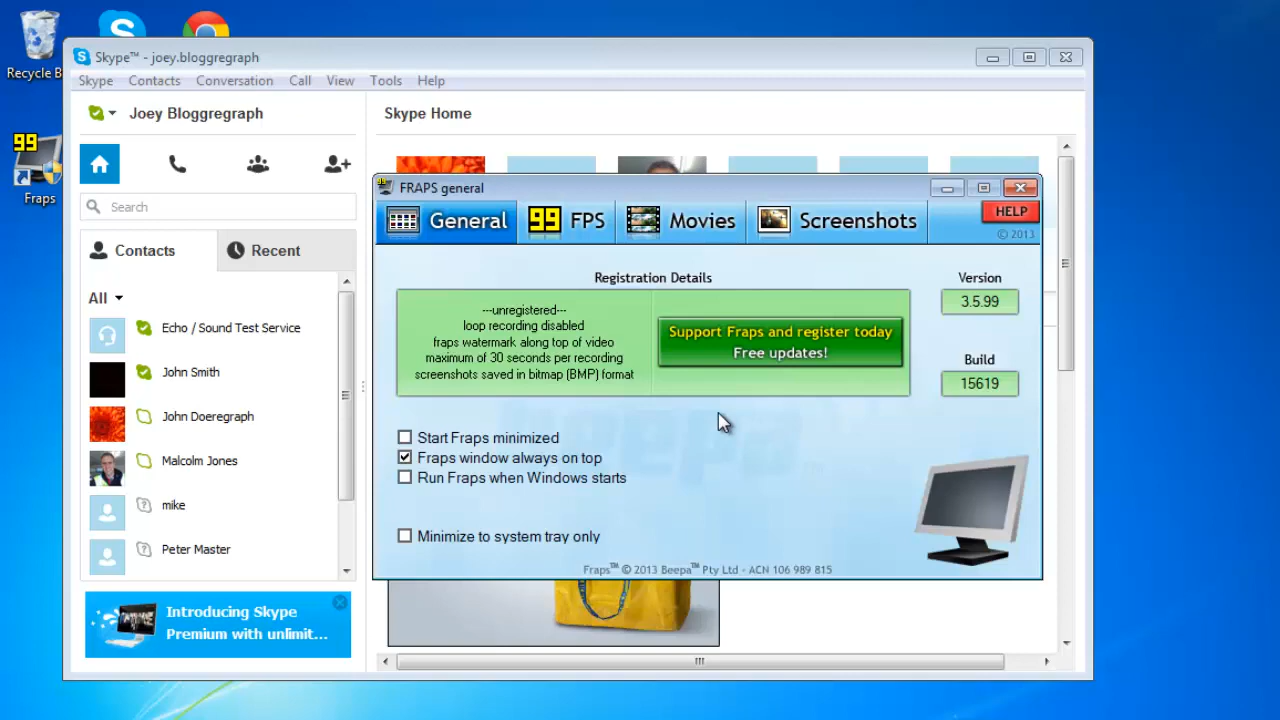 Recycle B
Skype™ - joey.bloggregraph
Skype Contacts Conversation Call View Tools Help
Joey Bloggregraph
Skype Home
99
Fraps
Search
Contacts
Recent
All
Echo / Sound Test Service
John Smith
John Doeregraph
Malcolm Jones
mike
Peter Master
Introducing Skype
Premium with unlimit...
FRAPS general
General
99 FPS
Movies
Screenshots
HELP
© 2013
Registration Details
---unregistered---
loop recording disabled
fraps watermark along top of video
maximum of 30 seconds per recording
screenshots saved in bitmap (BMP) format
Support Fraps and register today
Free updates!
Version
3.5.99
Build
15619
beepa
Start Fraps minimized
Fraps window always on top
Run Fraps when Windows starts
Minimize to system tray only
Fraps™ © 2013 Beepa™ Pty Ltd - ACN 106 989 815